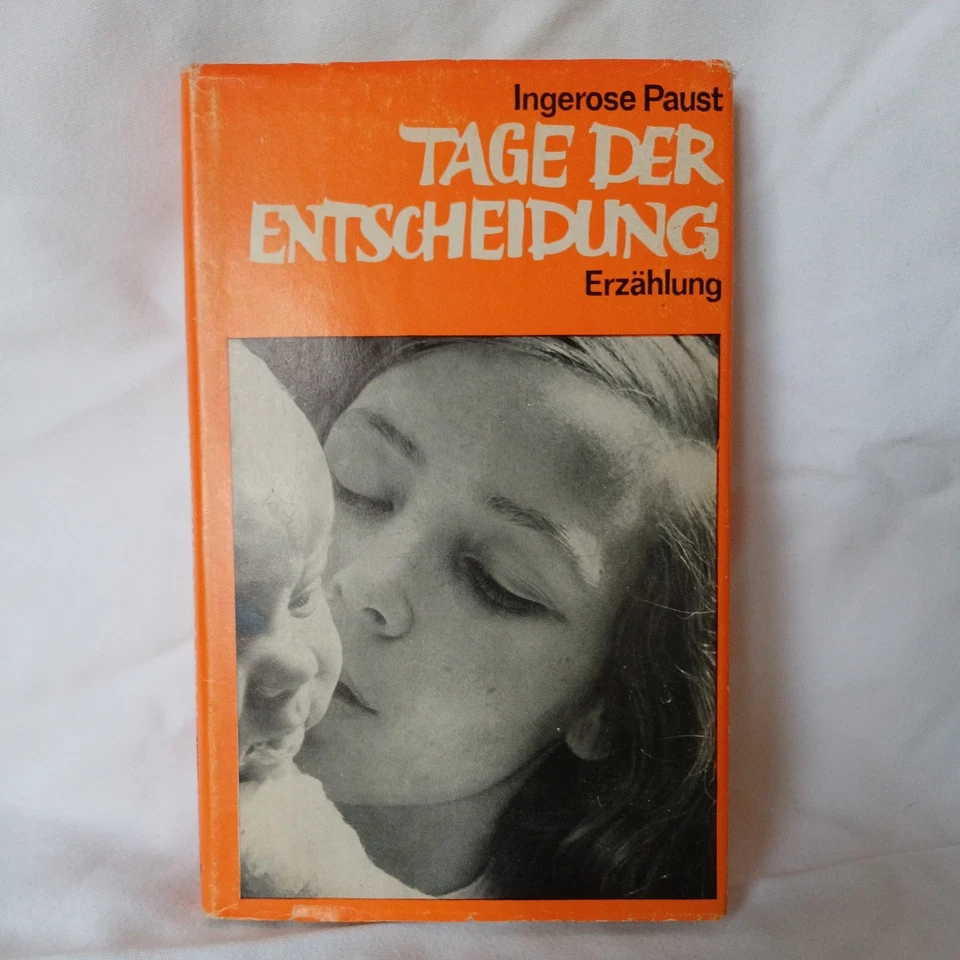 Ingerose Paust
TAGE DER
ENTSCHEIDUNG
Erzählung